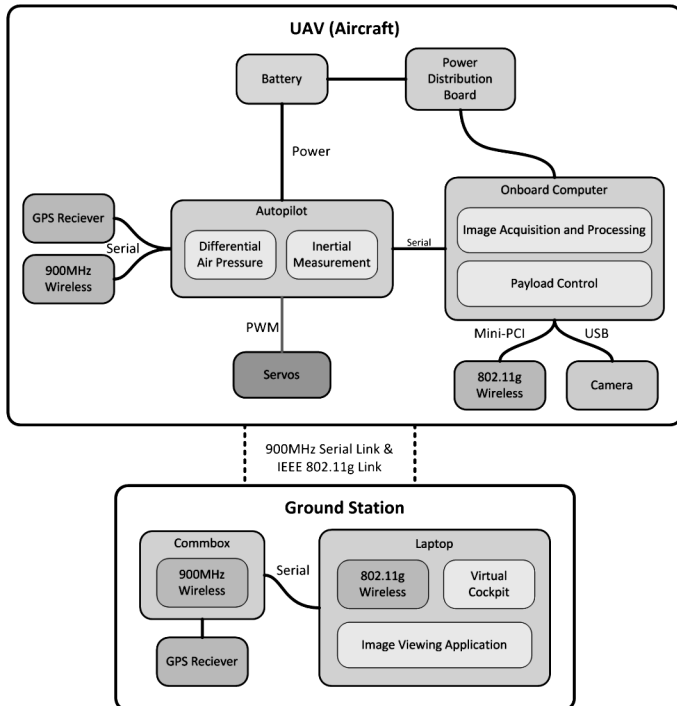 UAV (Aircraft)
Battery
Power
Distribution
Board
Power
Onboard Computer
GPS Reciever
Autopilot
Image Acquisition and Processing
Serial
Differential
Air Pressure
Inertial
Measurement
Serial
900MHz
Wireless
Payload Control
PWM
Mini-PCI
USB
Servos
802.11g
Wireless
Camera
900MHz Serial Link &
IEEE 802.11g Link
Ground Station
Commbox
Laptop
900MHz
Wireless
Serial
802.11g
Wireless
Virtual
Cockpit
Image Viewing Application
GPS Reciever